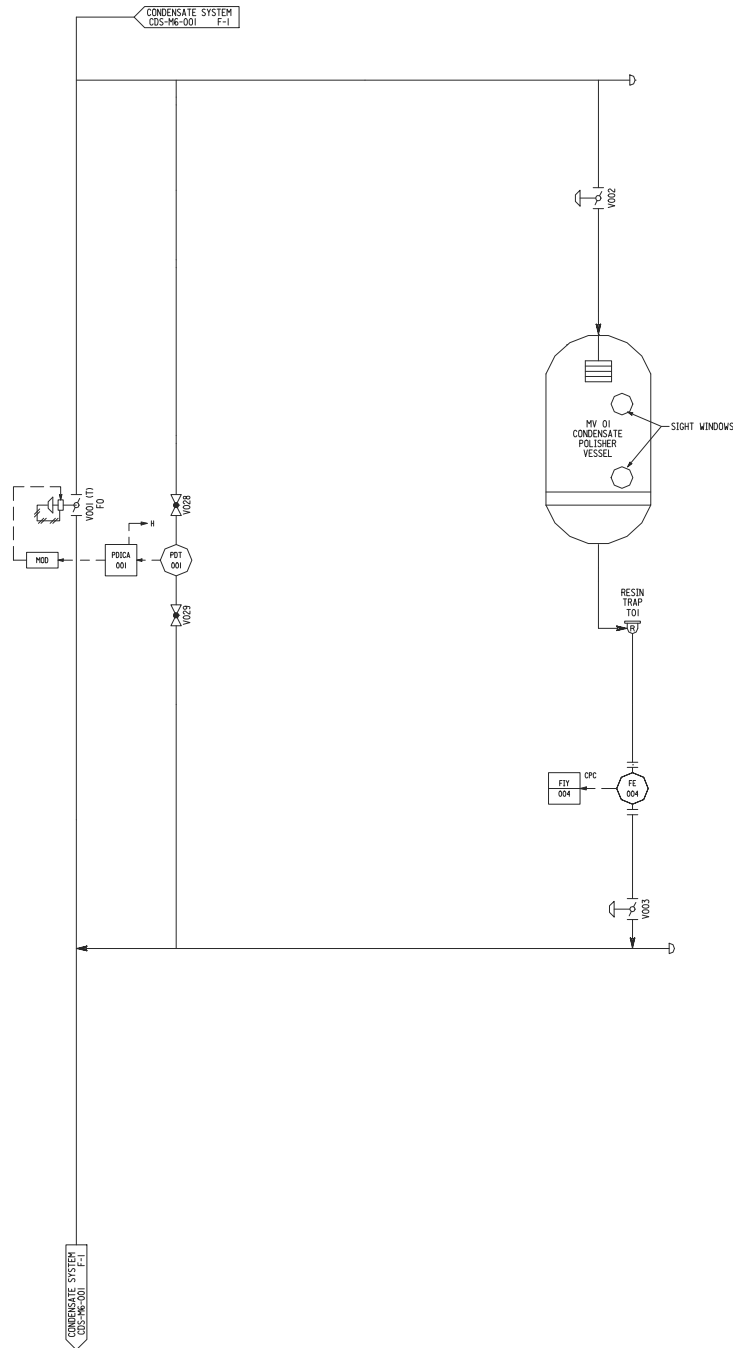 CONDENSATE SYSTEM
CDS-M6-001 F-1
V002
MV 01
CONDENSATE
POLISHER
VESSEL
SIGHT WINDOWS
V001 (T)
FO
V028
H
MOD
PDICA
001
PDT
001
V029
RESIN
TRAP
T01
R
FIY
004
CPC
FE
004
V003
CONDENSATE SYSTEM
CDS-M6-001 F-1